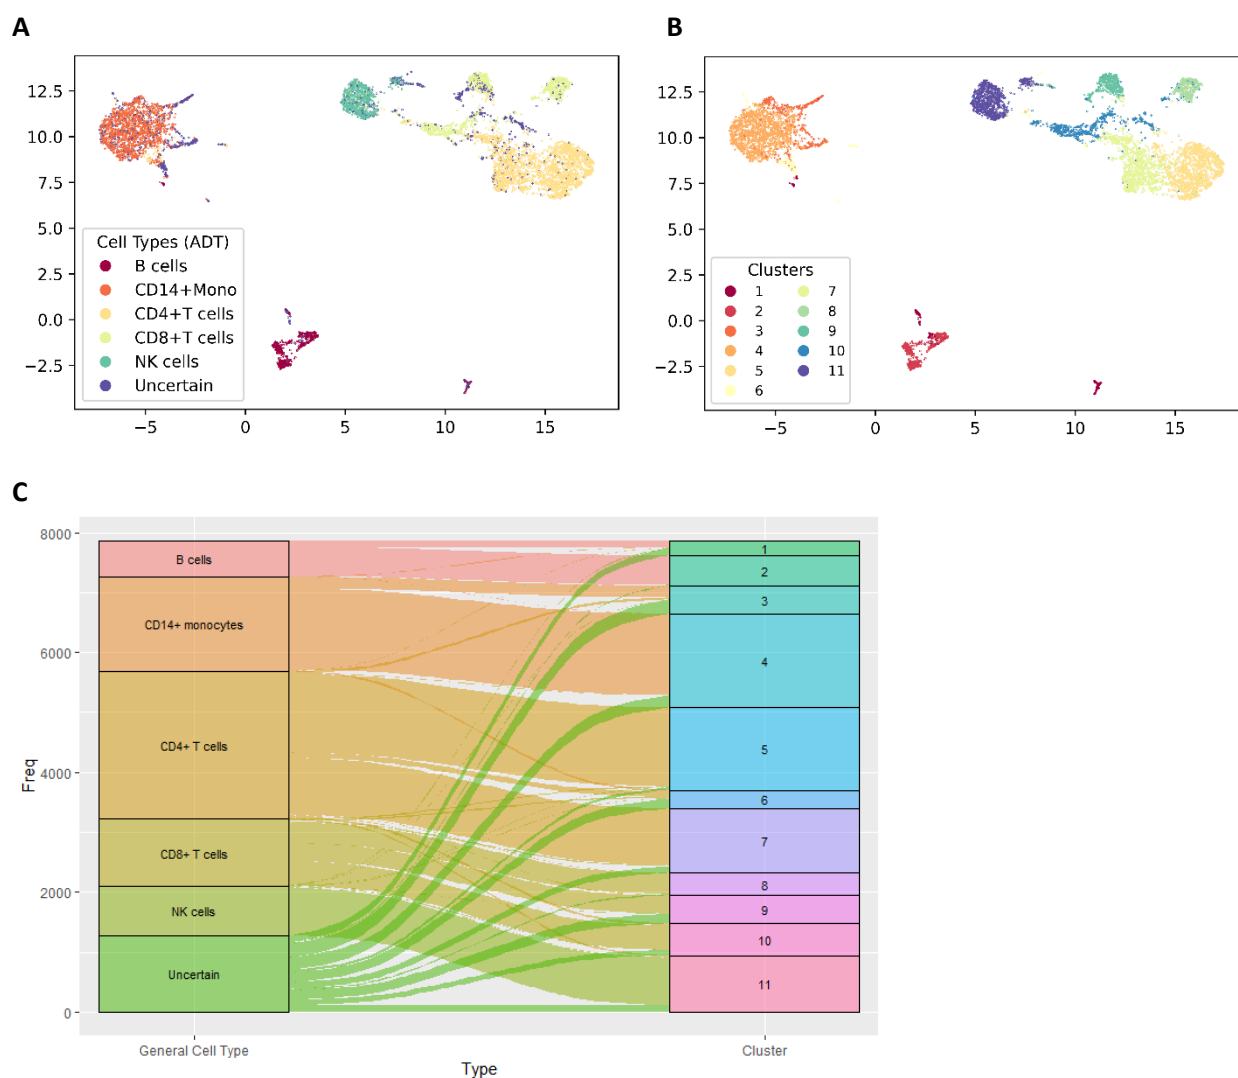 A
12.5
10.0
7.5
5.0
2.5
0.0
−2.5
−5
0
5
10
15
Cell Types (ADT)
B cells
CD14+Mono
CD4+T cells
CD8+T cells
NK cells
Uncertain
B
12.5
10.0
7.5
5.0
2.5
0.0
−2.5
−5
0
5
10
15
Clusters
1
2
3
4
5
6
7
8
9
10
11
C
8000
6000
4000
2000
0
Freq
B cells
CD14+ monocytes
CD4+ T cells
CD8+ T cells
NK cells
Uncertain
1
2
3
4
5
6
7
8
9
10
11
General Cell Type
Cluster
Type